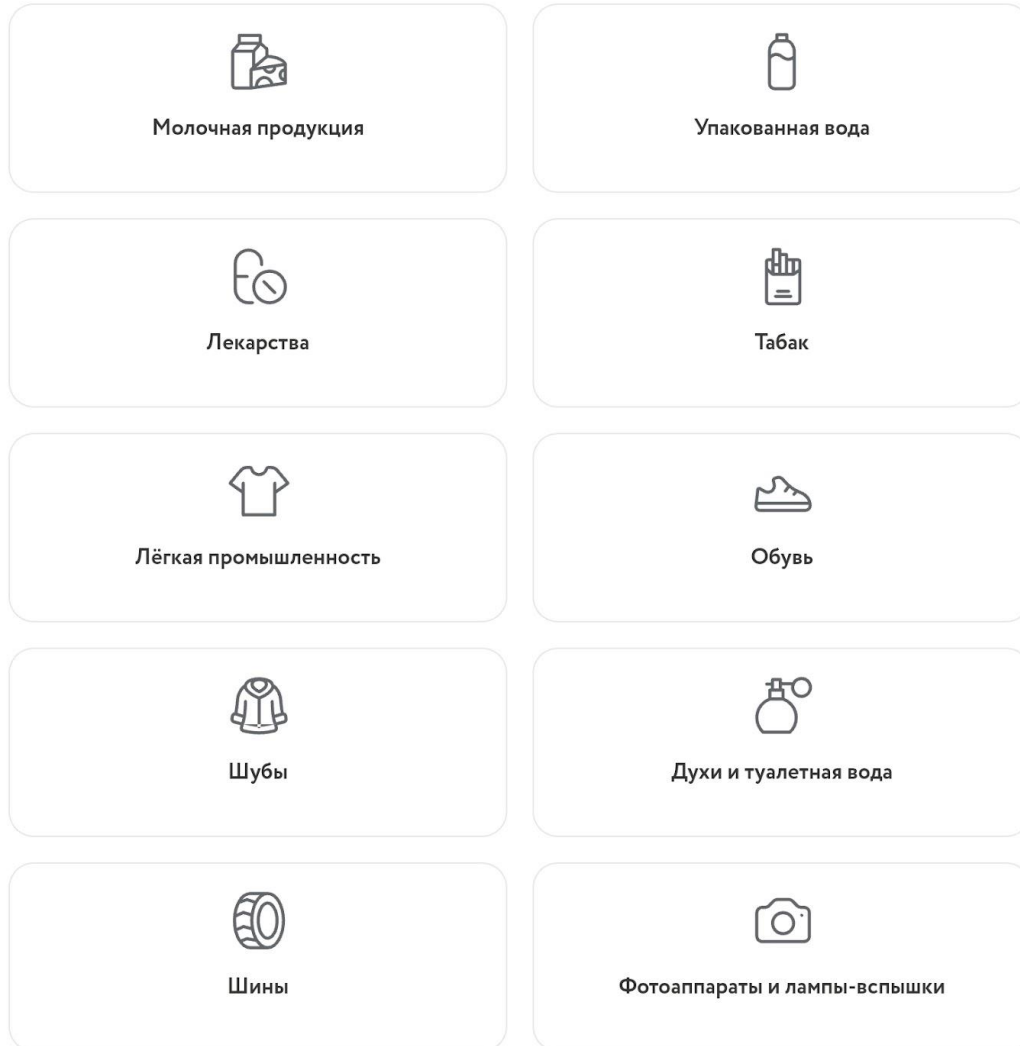 Молочная продукция
Упакованная вода
Лекарства
Табак
Лёгкая промышленность
Обувь
Шубы
Духи и туалетная вода
Шины
Фотоаппараты и лампы-вспышки